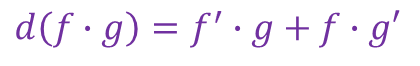 d(f · g) = f′ · g + f · g′